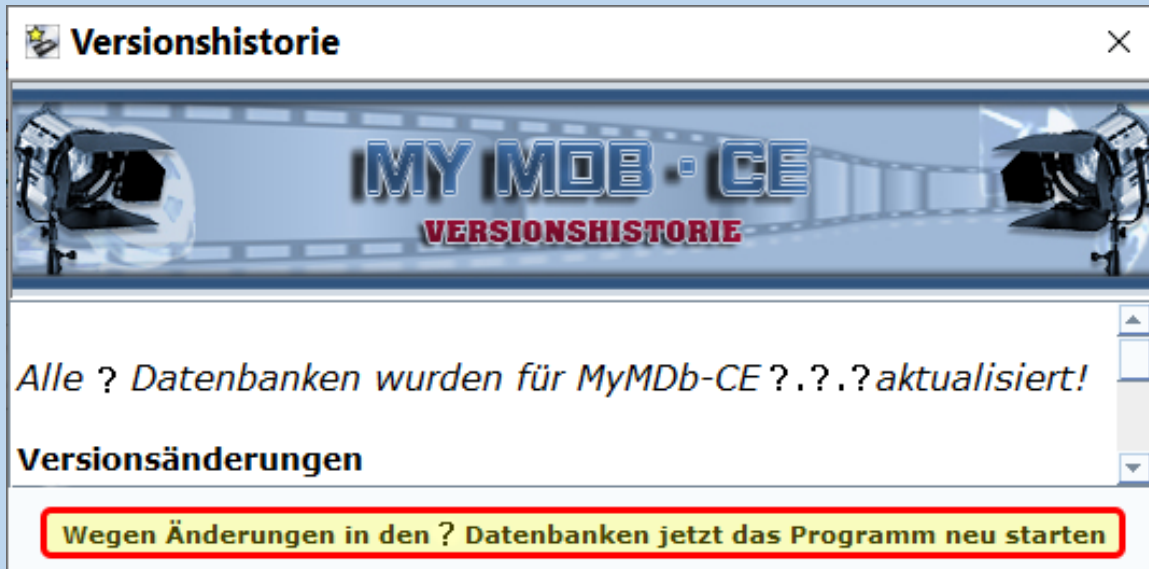 Versionshistorie
MY MDB · CE
VERSIONSHISTORIE
Alle ? Datenbanken wurden für MyMDb-CE ?.?.? aktualisiert!
Versionsänderungen
Wegen Änderungen in den ? Datenbanken jetzt das Programm neu starten